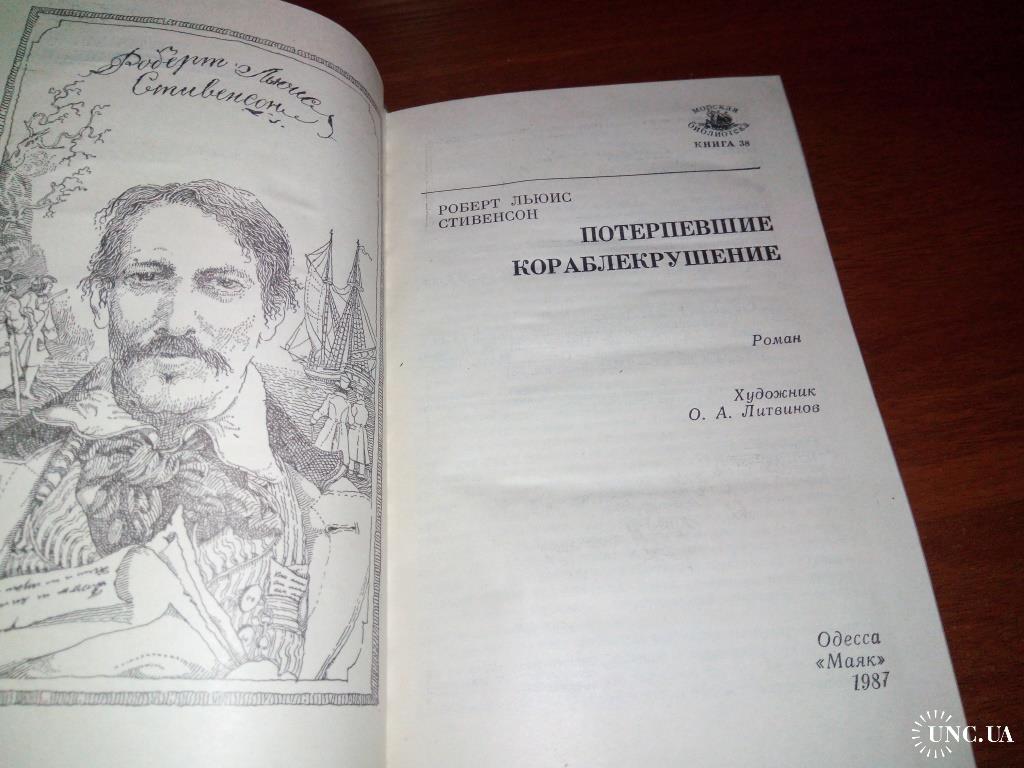 Роберт Льюис
Стивенсон
МОРСКАЯ
БИБЛИОТЕКА
КНИГА 38
РОБЕРТ ЛЬЮИС
СТИВЕНСОН
ПОТЕРПЕВШИЕ
КОРАБЛЕКРУШЕНИЕ
Роман
Художник
О. А. Литвинов
Одесса
«Маяк»
1987
UNC.UA